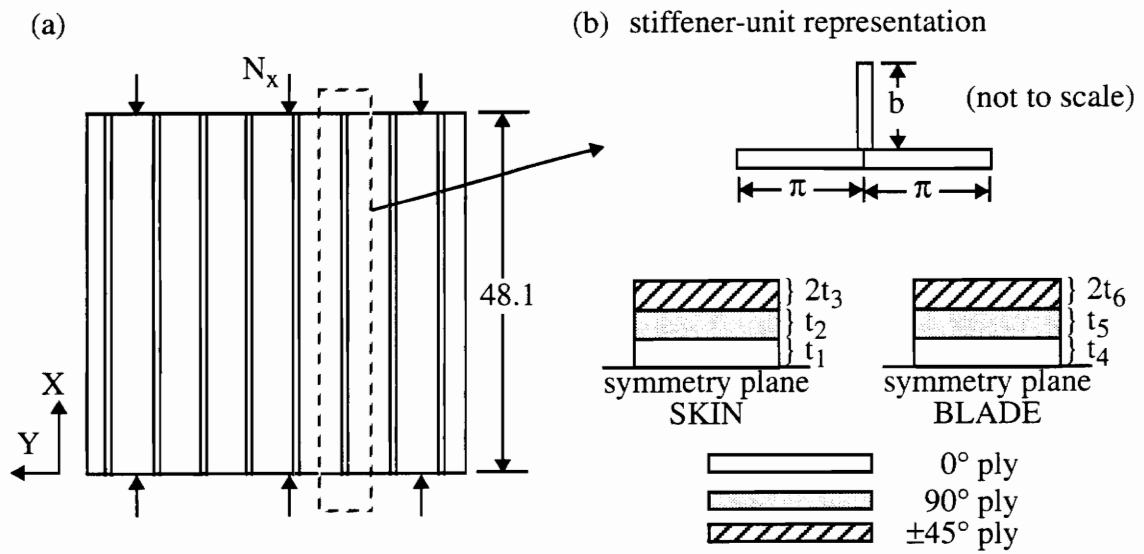 (a)
N_x
48.1
X
Y
(b) stiffener-unit representation
b
(not to scale)
π π
2t_3
t_2
t_1
symmetry plane
SKIN
2t_6
t_5
t_4
symmetry plane
BLADE
0° ply
90° ply
±45° ply